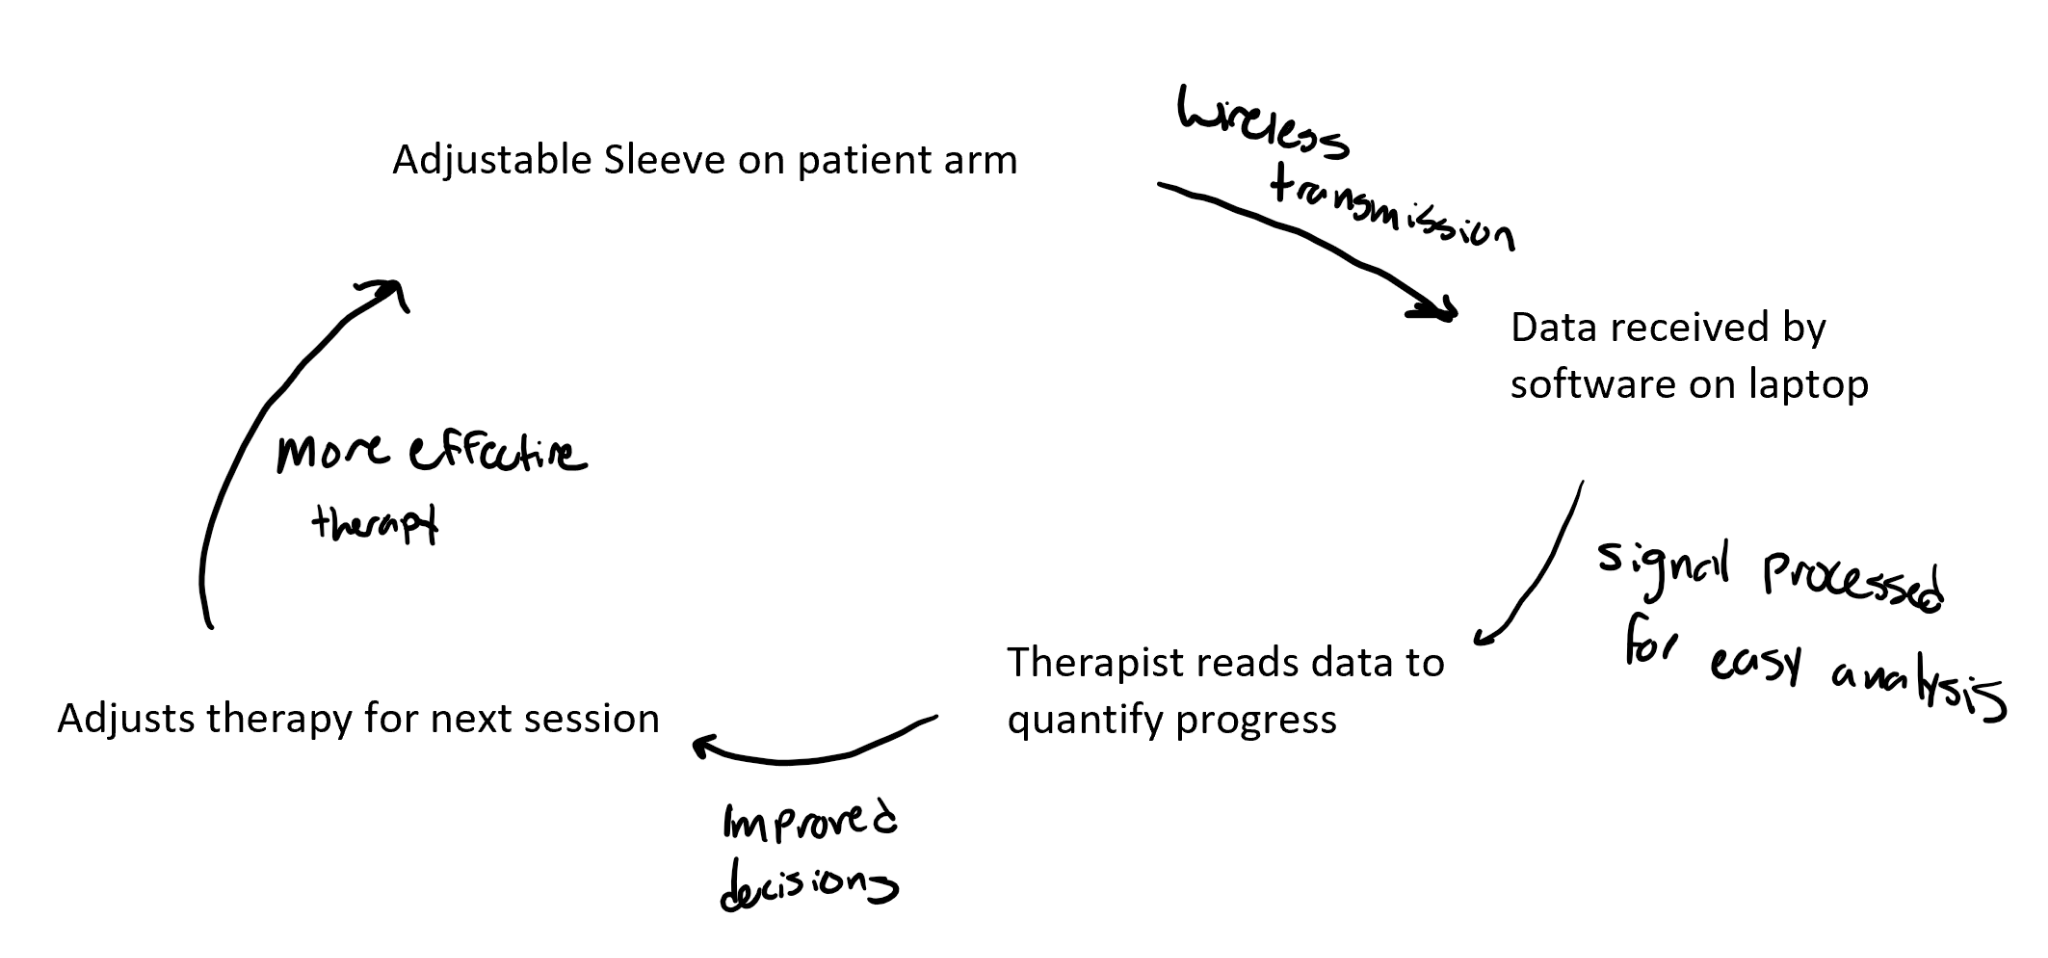 Adjustable Sleeve on patient arm
Wireless
transmission
Data received by
software on laptop
signal processed
for easy analysis
Therapist reads data to
quantify progress
Improved
decisions
Adjusts therapy for next session
more effective
therapy